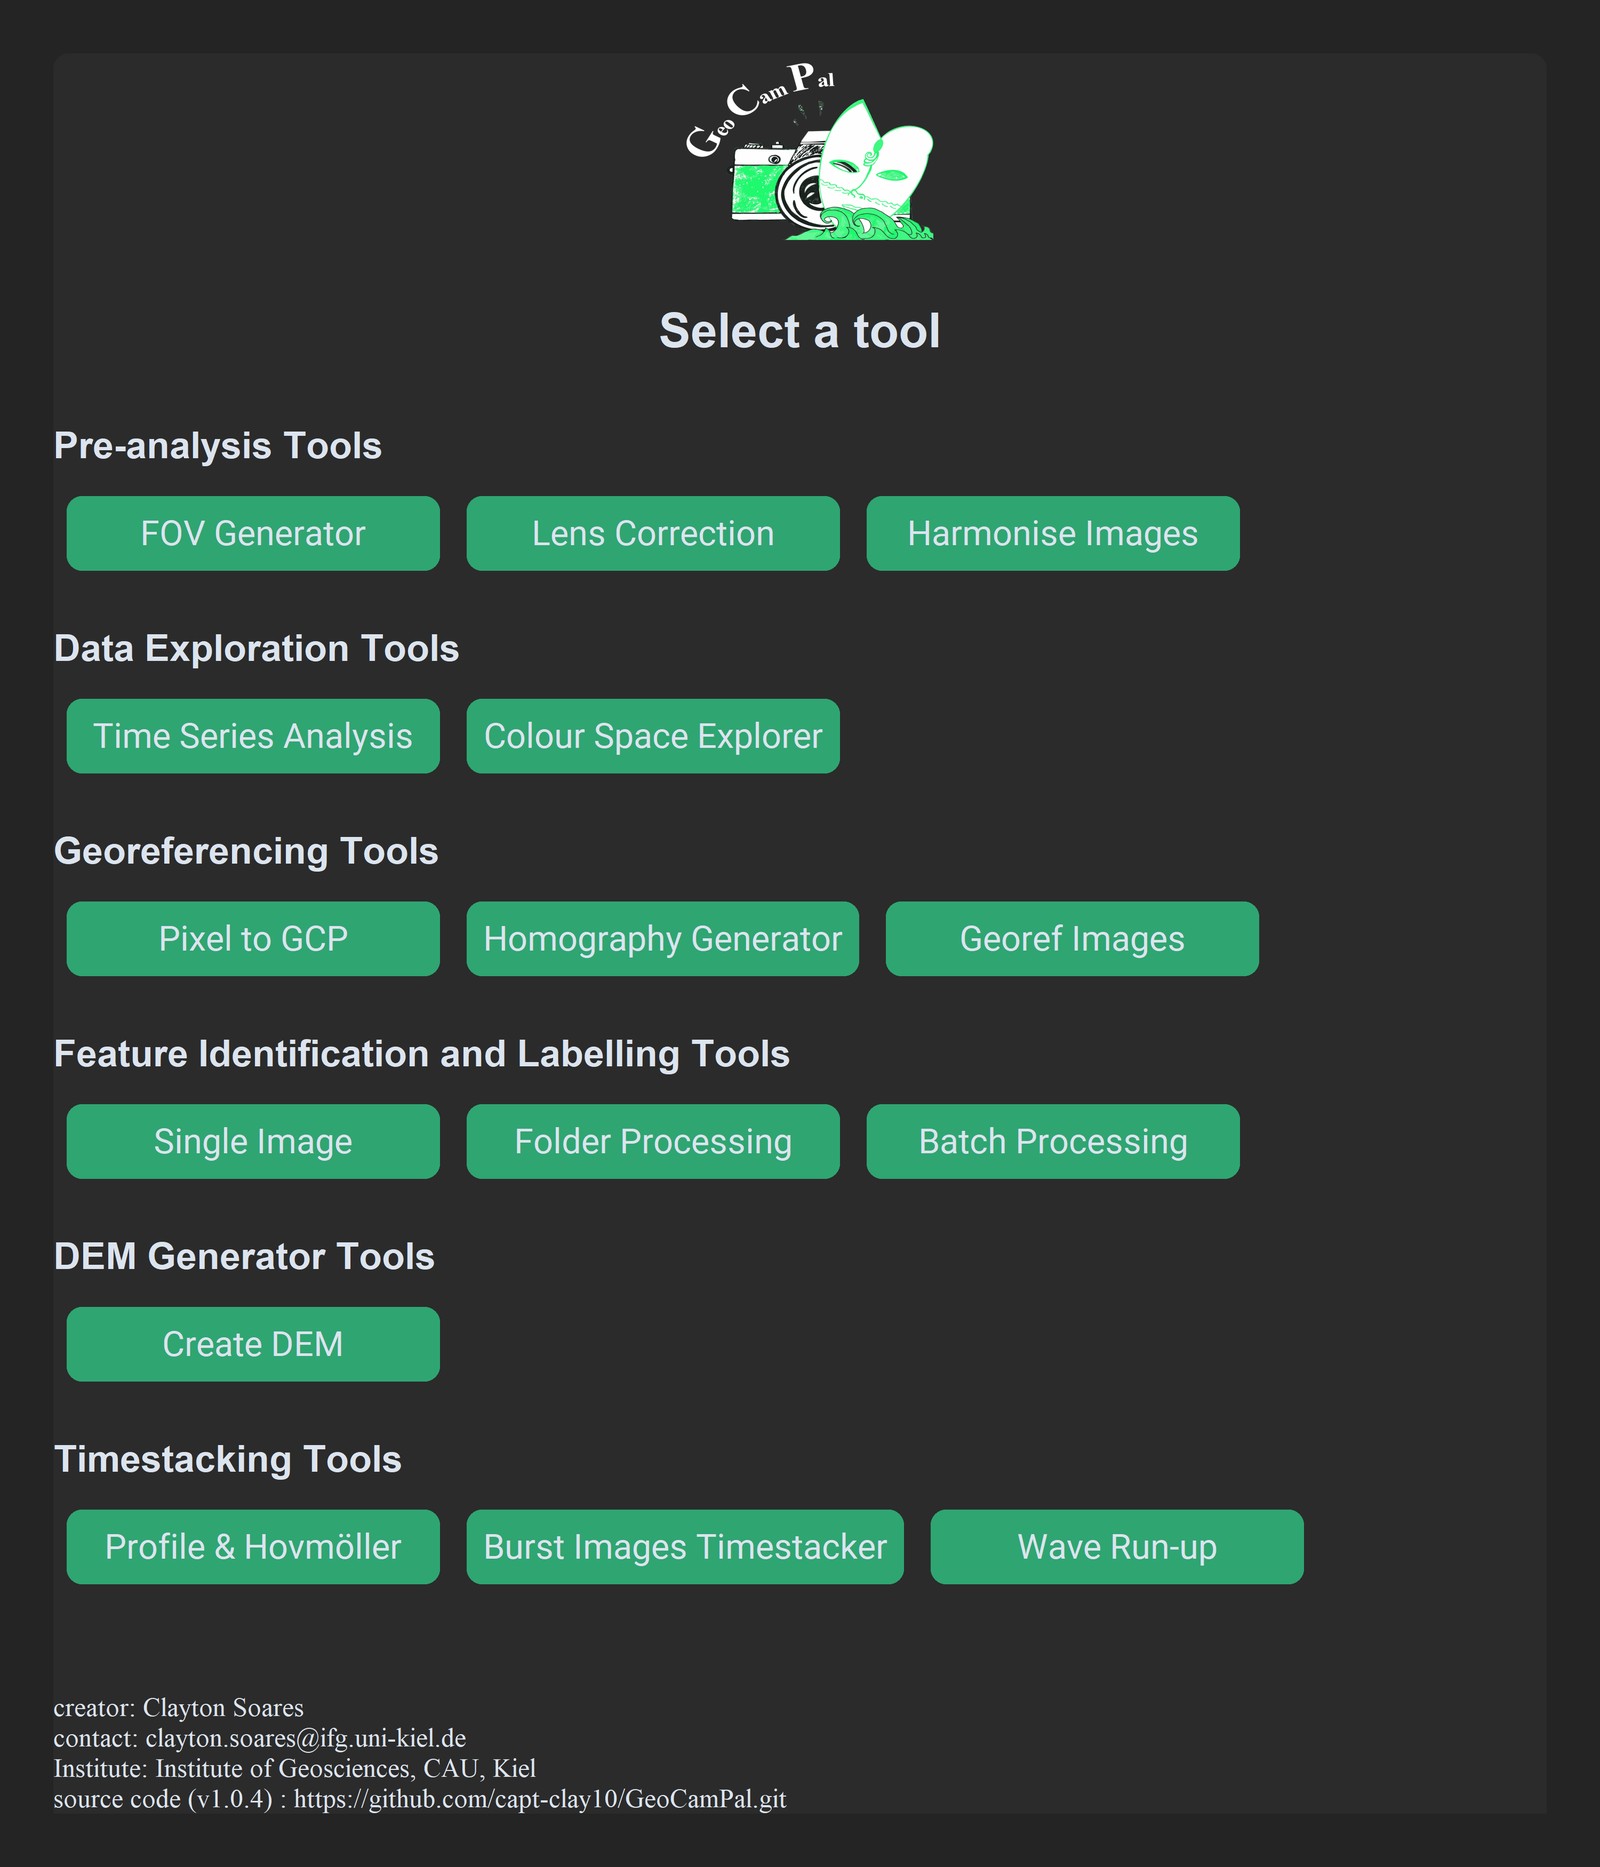 GeoCamPal
Select a tool
Pre-analysis Tools
FOV Generator
Lens Correction
Harmonise Images
Data Exploration Tools
Time Series Analysis
Colour Space Explorer
Georeferencing Tools
Pixel to GCP
Homography Generator
Georef Images
Feature Identification and Labelling Tools
Single Image
Folder Processing
Batch Processing
DEM Generator Tools
Create DEM
Timestacking Tools
Profile & Hovmöller
Burst Images Timestacker
Wave Run-up
creator: Clayton Soares
contact: clayton.soares@ifg.uni-kiel.de
Institute: Institute of Geosciences, CAU, Kiel
source code (v1.0.4) : https://github.com/capt-clay10/GeoCamPal.git